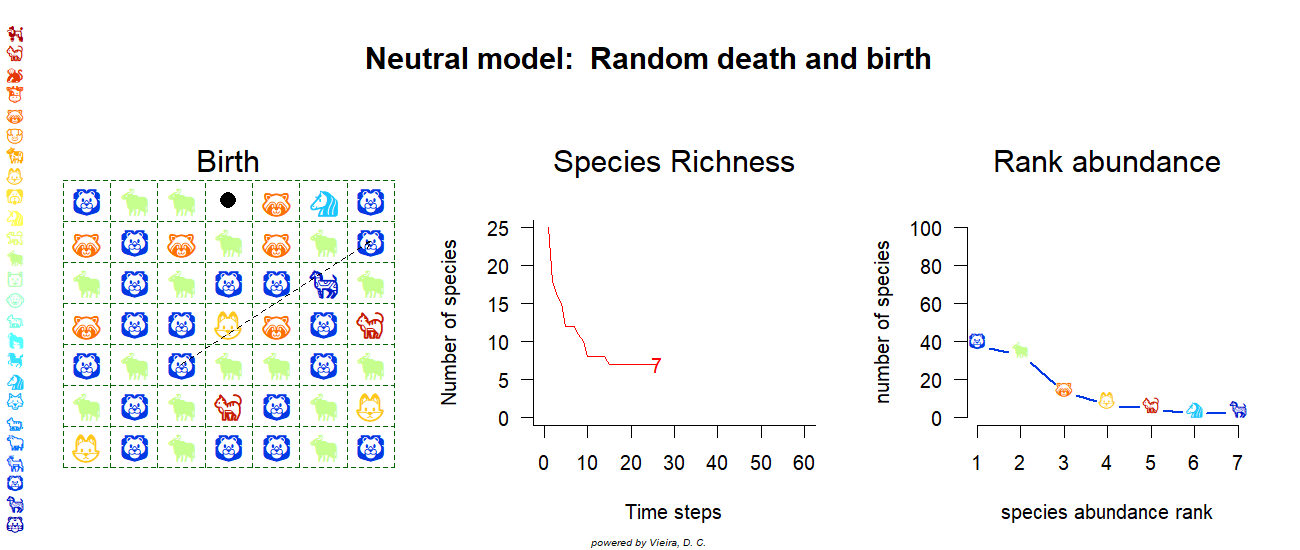 Neutral model:  Random death and birth
Birth
Species Richness
Number of species
25
20
15
10
5
0
7
0 10 20 30 40 50 60
Time steps
Rank abundance
number of species
100
80
60
40
20
0
1 2 3 4 5 6 7
species abundance rank
powered by Vieira, D. C.